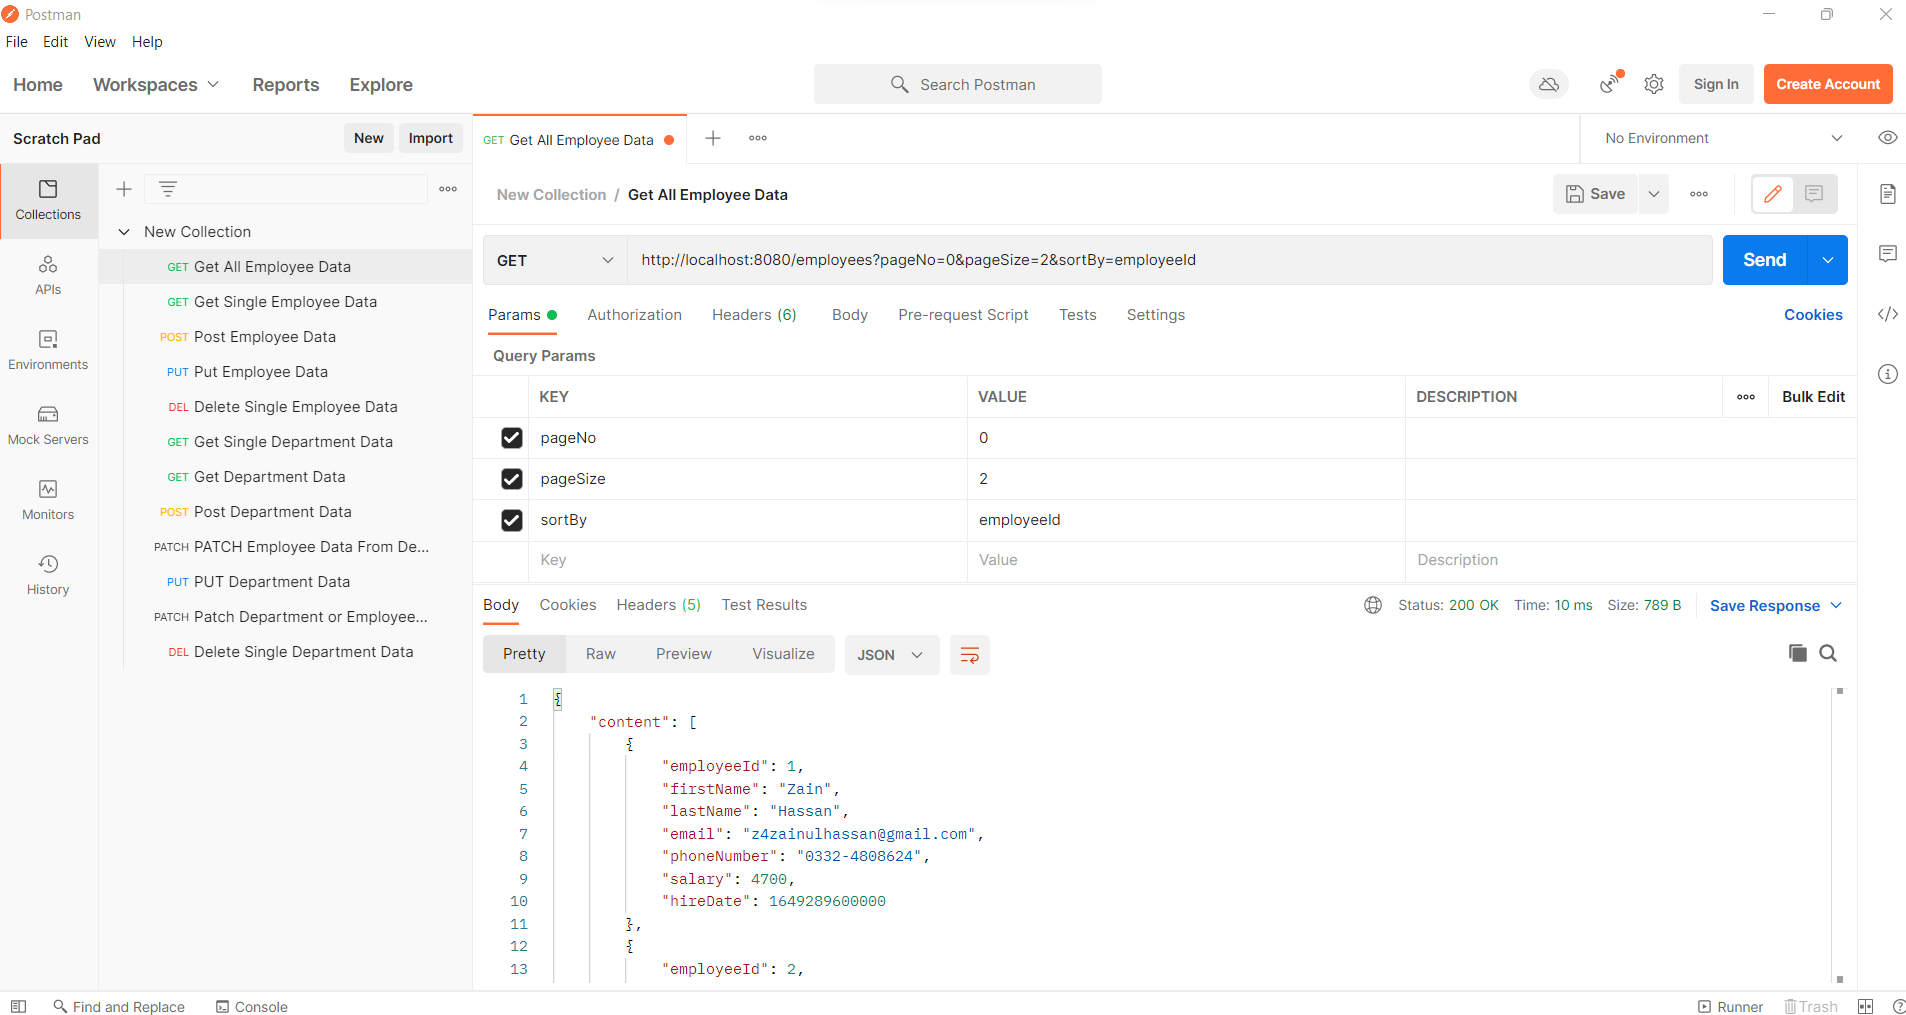 Postman
File Edit View Help
Home Workspaces Reports Explore
Search Postman
Sign In Create Account
Scratch Pad New Import
GET Get All Employee Data
No Environment
Collections
APIs
Environments
Mock Servers
Monitors
History
New Collection
GET Get All Employee Data
GET Get Single Employee Data
POST Post Employee Data
PUT Put Employee Data
DEL Delete Single Employee Data
GET Get Single Department Data
GET Get Department Data
POST Post Department Data
PATCH PATCH Employee Data From De...
PUT PUT Department Data
PATCH Patch Department or Employee...
DEL Delete Single Department Data
New Collection / Get All Employee Data
Save
GET http://localhost:8080/employees?pageNo=0&pageSize=2&sortBy=employeeId
Send
Params Authorization Headers (6) Body Pre-request Script Tests Settings Cookies
Query Params
KEY VALUE DESCRIPTION Bulk Edit
pageNo 0
pageSize 2
sortBy employeeId
Key Value Description
Body Cookies Headers (5) Test Results
Status: 200 OK Time: 10 ms Size: 789 B Save Response
Pretty Raw Preview Visualize JSON
1 {
2 "content": [
3 {
4 "employeeId": 1,
5 "firstName": "Zain",
6 "lastName": "Hassan",
7 "email": "z4zainulhassan@gmail.com",
8 "phoneNumber": "0332-4808624",
9 "salary": 4700,
10 "hireDate": 1649289600000
11 },
12 {
13 "employeeId": 2,
Find and Replace Console
Runner Trash